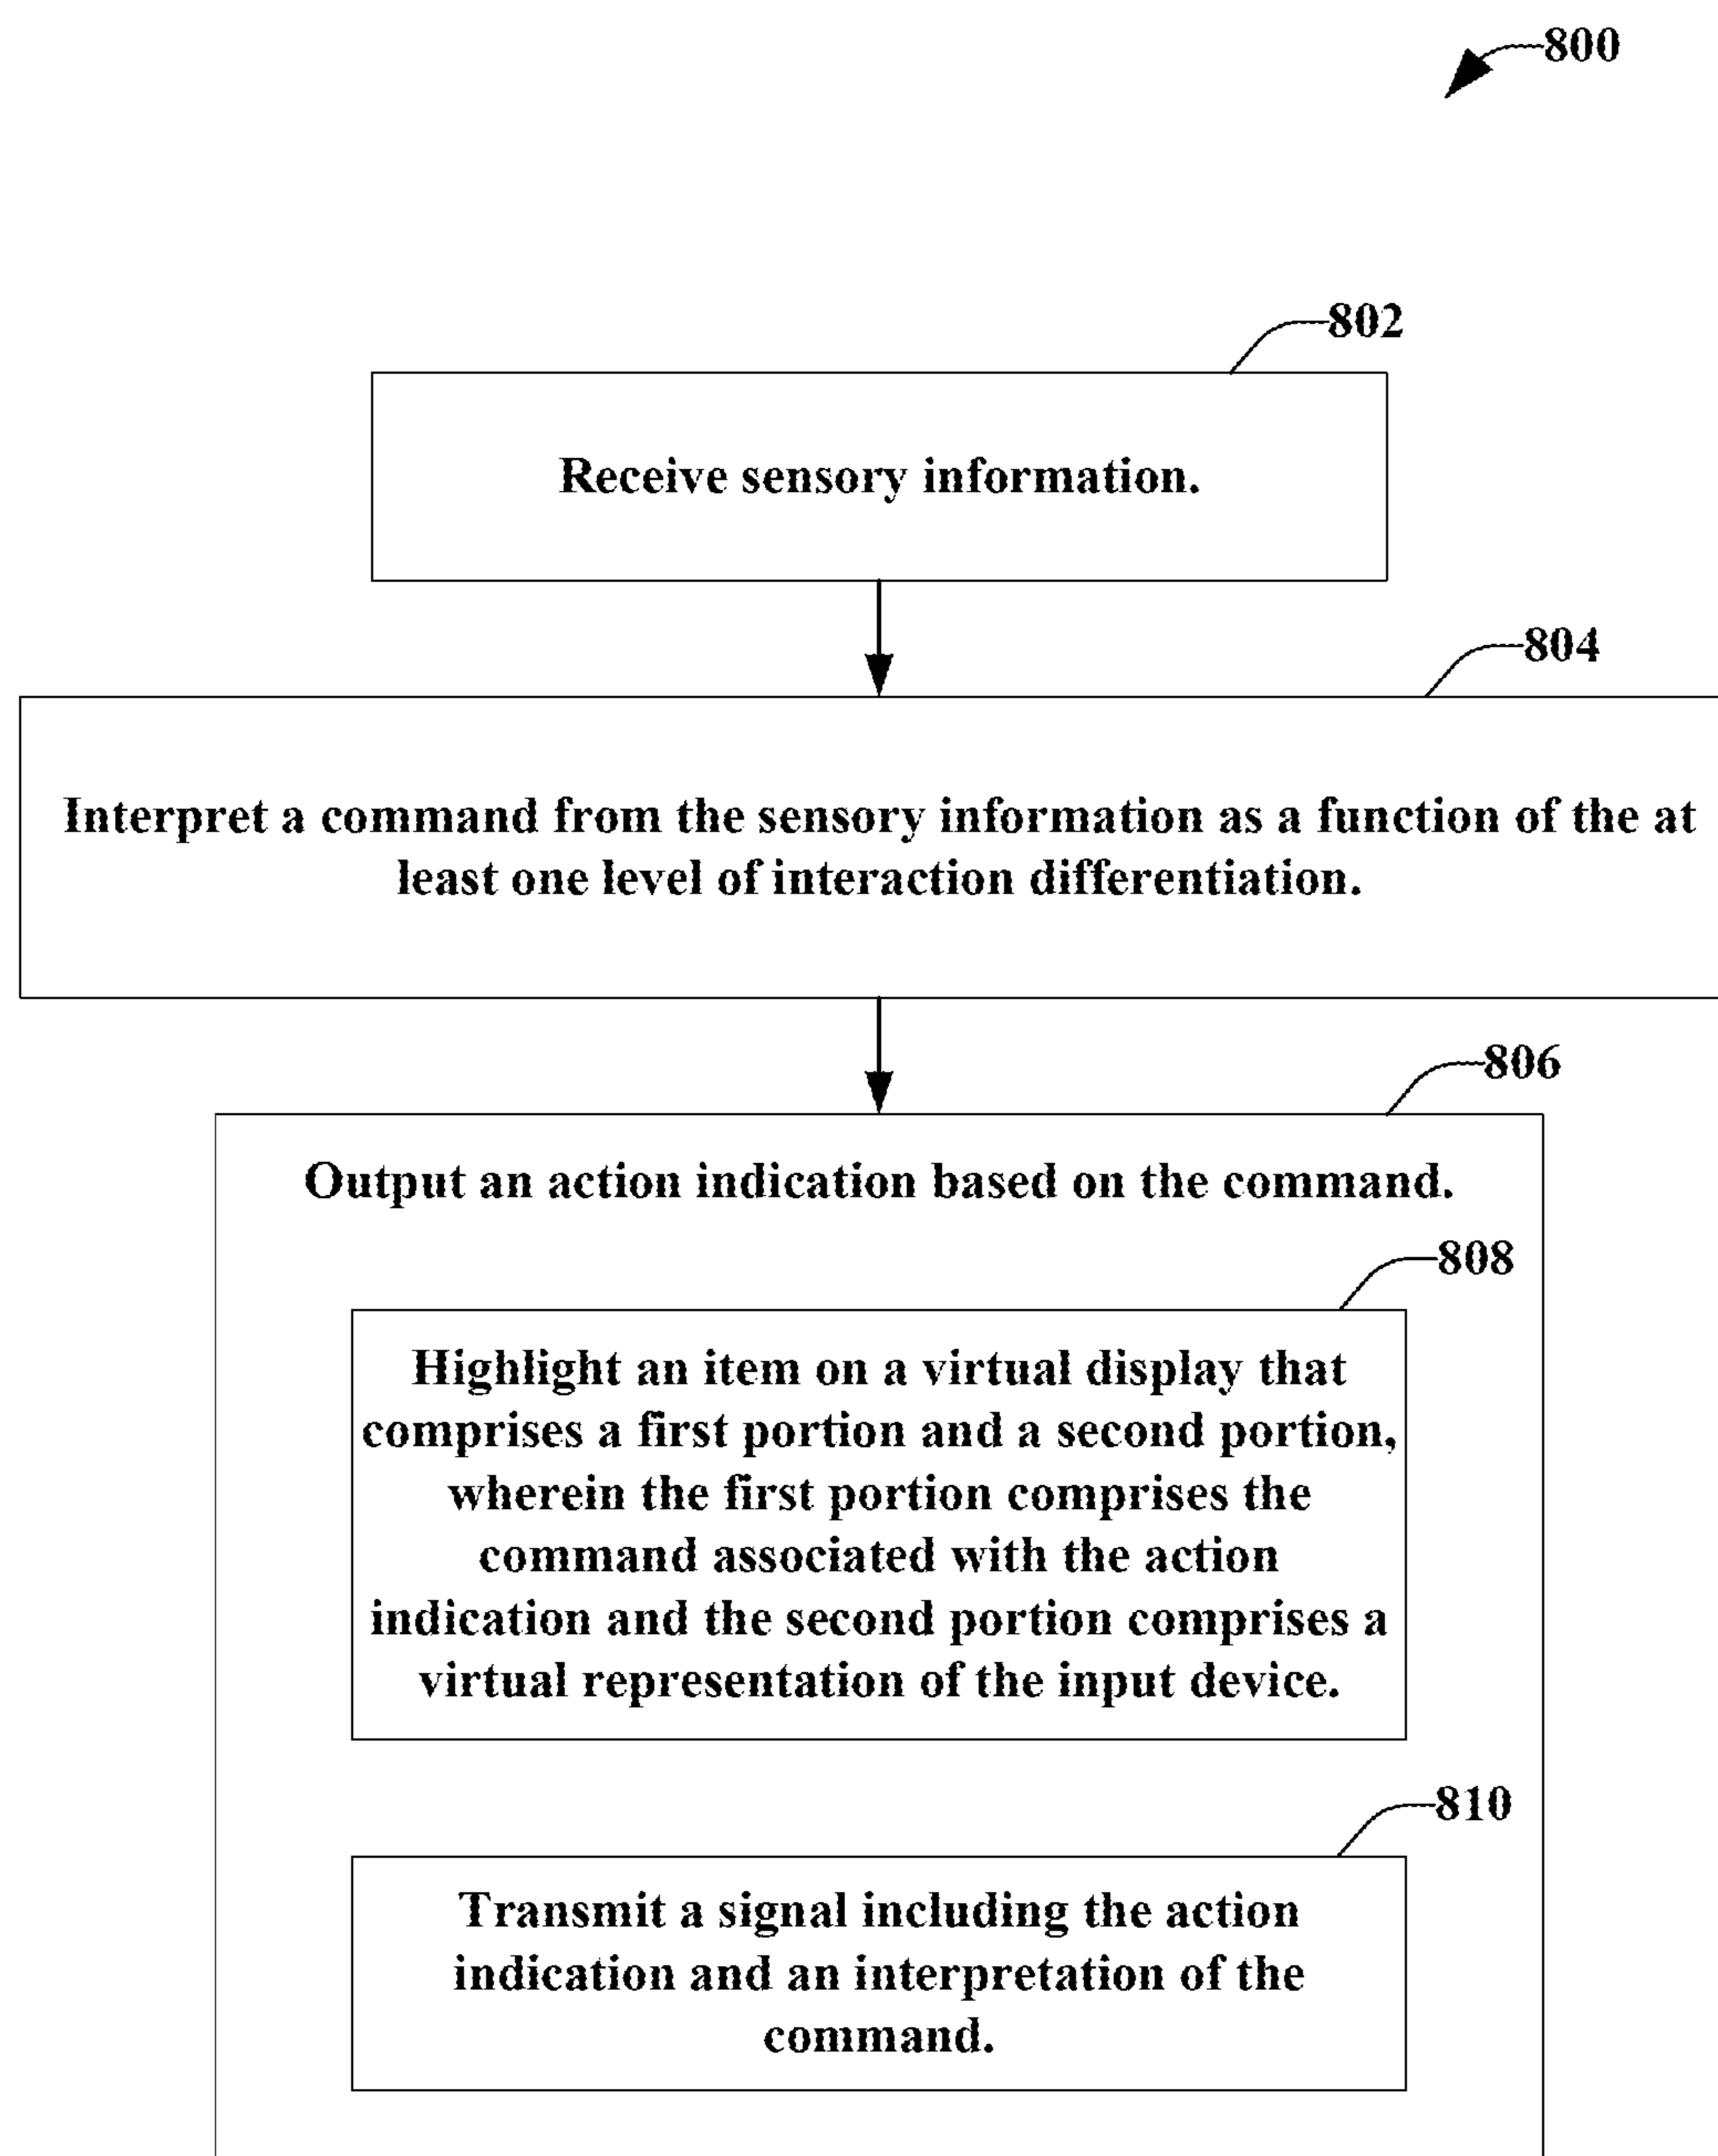 800
802
Receive sensory information.
804
Interpret a command from the sensory information as a function of the at
least one level of interaction differentiation.
806
Output an action indication based on the command.
808
Highlight an item on a virtual display that
comprises a first portion and a second portion,
wherein the first portion comprises the
command associated with the action
indication and the second portion comprises a
virtual representation of the input device.
810
Transmit a signal including the action
indication and an interpretation of the
command.